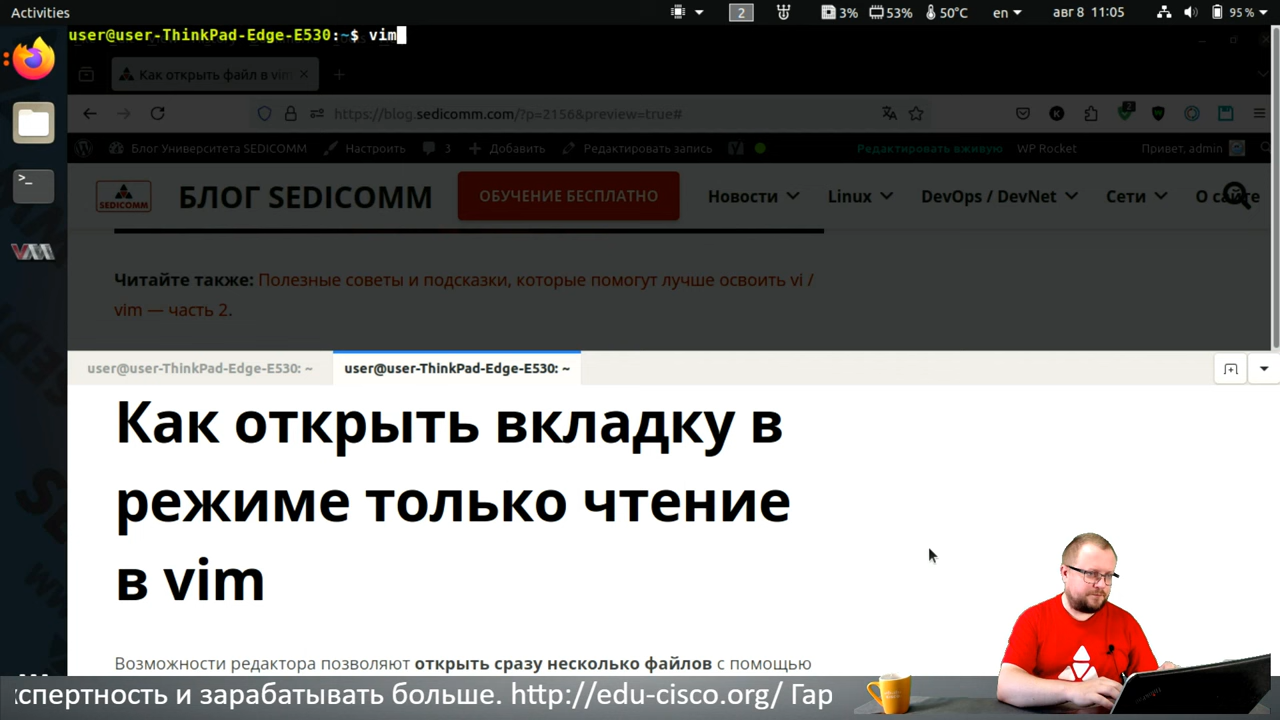 Activities
2
3%
53%
50°C
en
авг 8 11:05
95 %
user@user-ThinkPad-Edge-E530:~$ vim
Как открыть файл в vim
https://blog.sedicomm.com/?p=2156&preview=true#
2
Блог Университета SEDICOMM
Настроить
3
Добавить
Редактировать запись
Редактировать вживую
WP Rocket
Привет, admin
SEDICOMM
БЛОГ SEDICOMM
ОБУЧЕНИЕ БЕСПЛАТНО
Новости
Linux
DevOps / DevNet
Сети
О сайте
Читайте также: Полезные советы и подсказки, которые помогут лучше освоить vi /
vim — часть 2.
user@user-ThinkPad-Edge-E530: ~
user@user-ThinkPad-Edge-E530: ~
Как открыть вкладку в
режиме только чтение
в vim
Возможности редактора позволяют открыть сразу несколько файлов с помощью
кспертность и зарабатывать больше. http://edu-cisco.org/ Гар